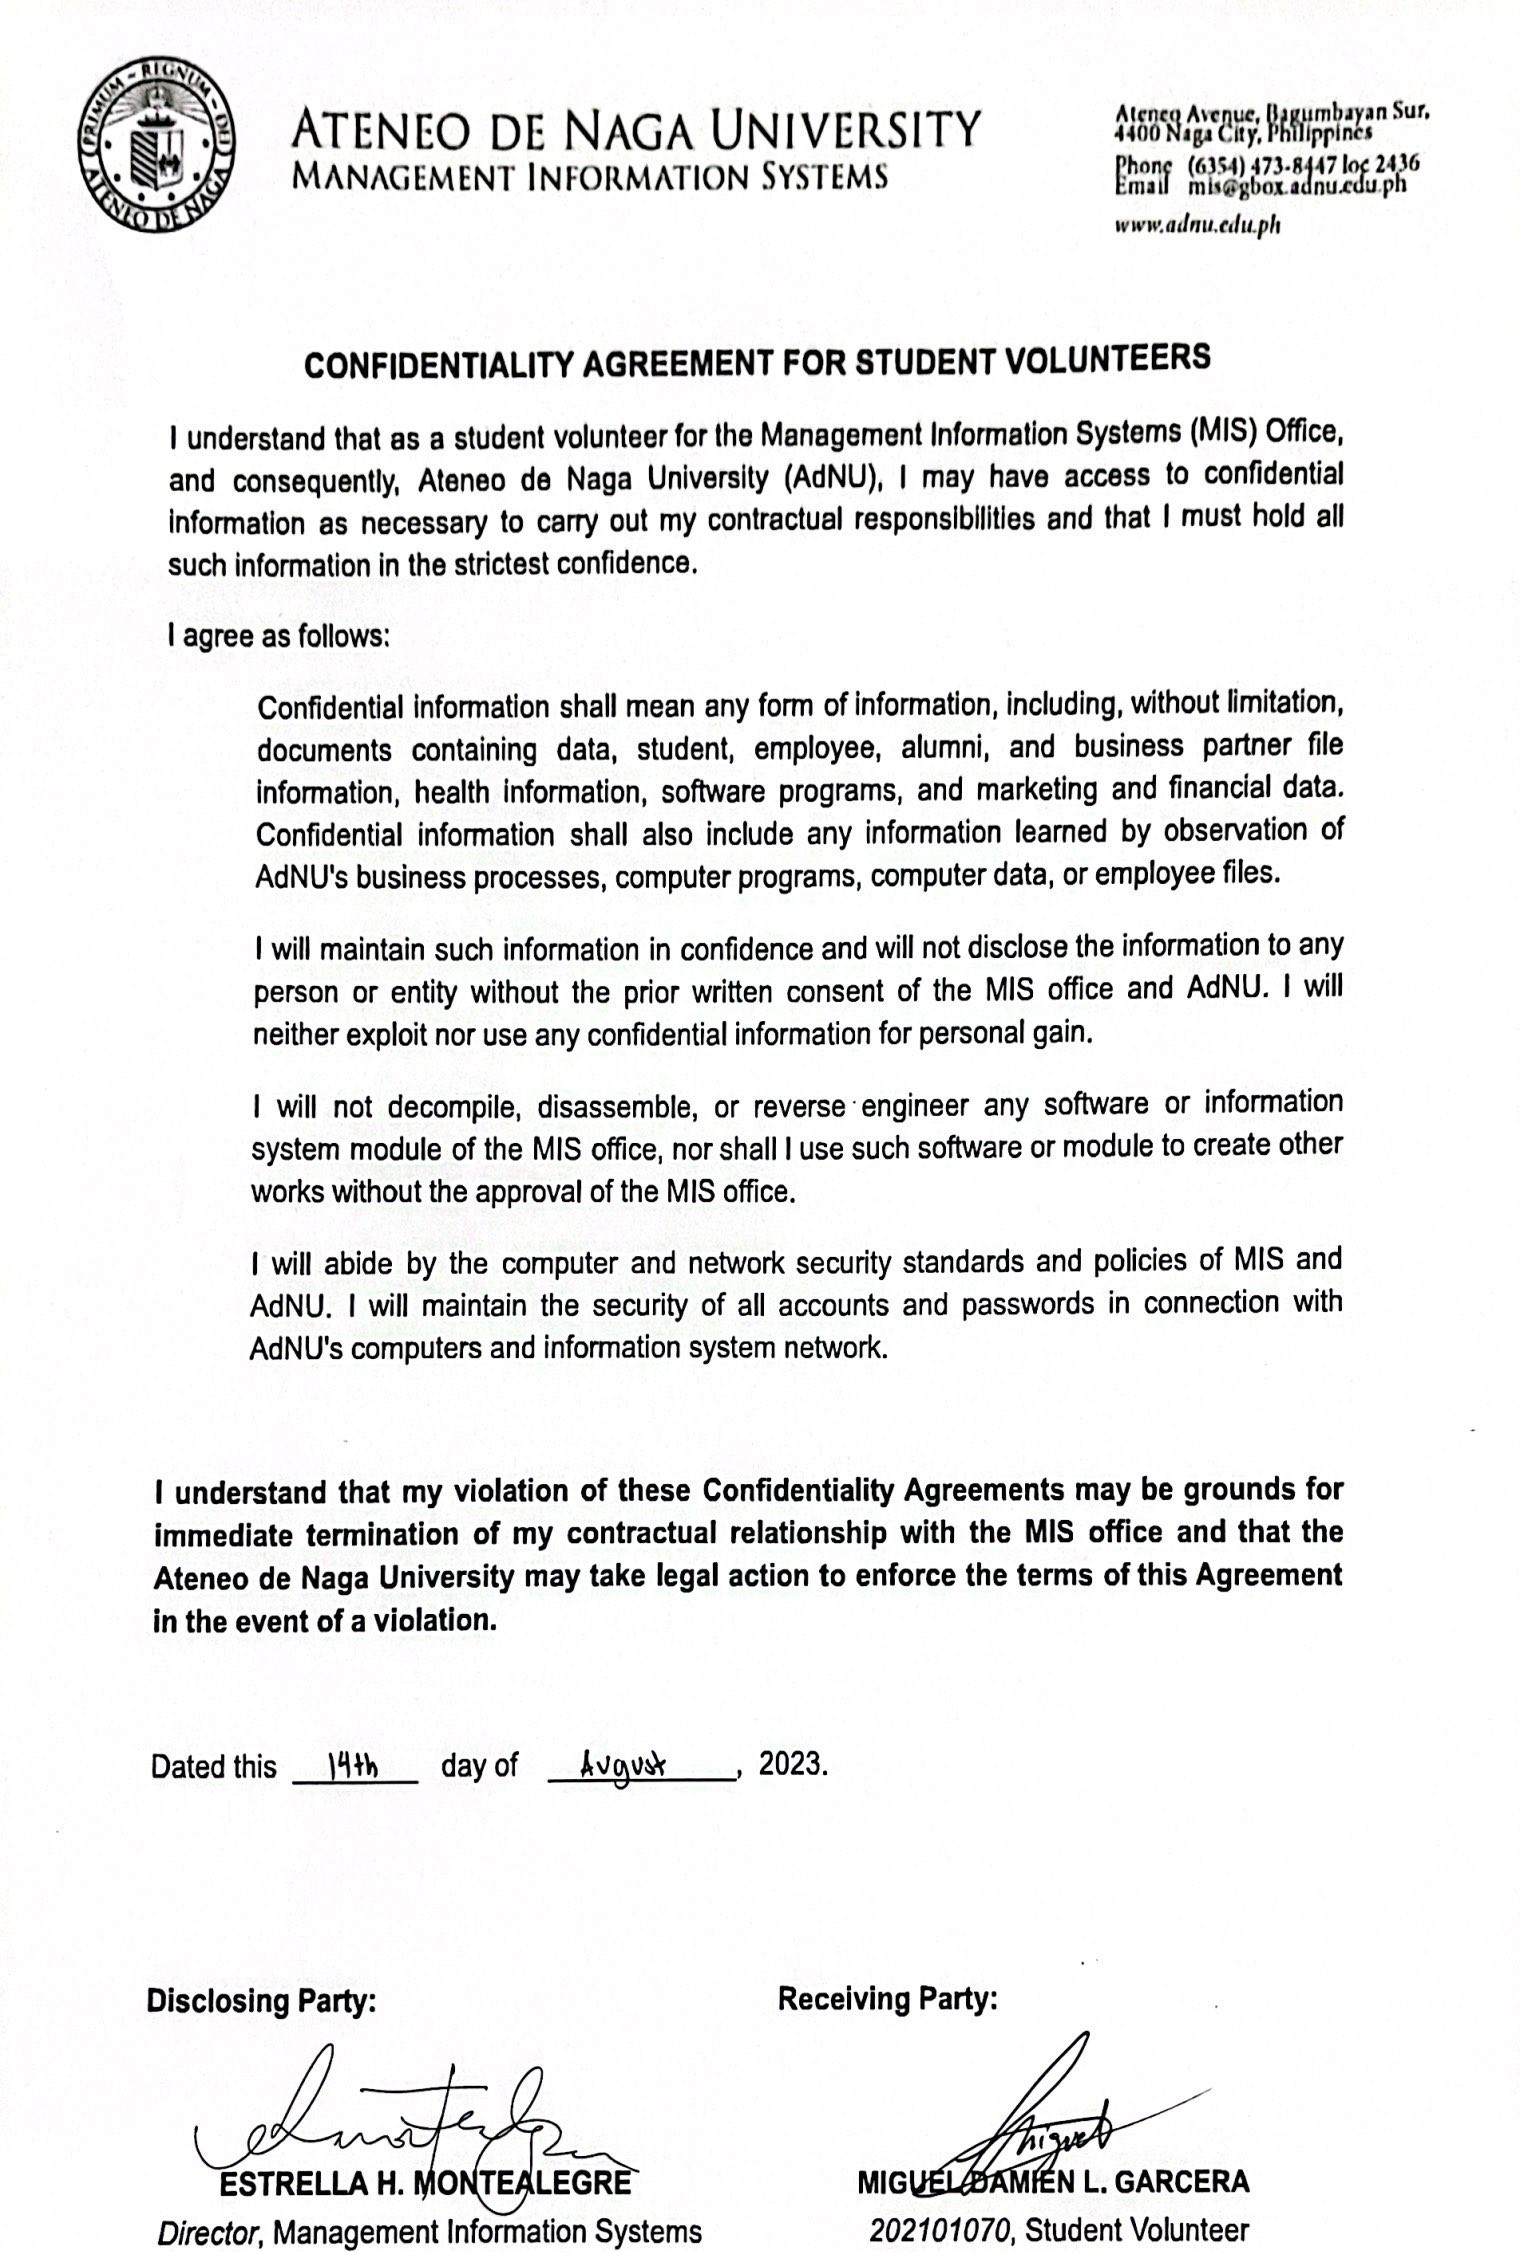 PRIMUM - REGNUM - DEI
ATENEO DE NAGA
ATENEO DE NAGA UNIVERSITY
MANAGEMENT INFORMATION SYSTEMS
Ateneo Avenue, Bagumbayan Sur,
4400 Naga City, Philippines
Phone (6354) 473-8447 loc 2436
Email mis@gbox.adnu.edu.ph
www.adnu.edu.ph
CONFIDENTIALITY AGREEMENT FOR STUDENT VOLUNTEERS
I understand that as a student volunteer for the Management Information Systems (MIS) Office,
and consequently, Ateneo de Naga University (AdNU), I may have access to confidential
information as necessary to carry out my contractual responsibilities and that I must hold all
such information in the strictest confidence.
I agree as follows:
Confidential information shall mean any form of information, including, without limitation,
documents containing data, student, employee, alumni, and business partner file
information, health information, software programs, and marketing and financial data.
Confidential information shall also include any information learned by observation of
AdNU's business processes, computer programs, computer data, or employee files.
I will maintain such information in confidence and will not disclose the information to any
person or entity without the prior written consent of the MIS office and AdNU. I will
neither exploit nor use any confidential information for personal gain.
I will not decompile, disassemble, or reverse engineer any software or information
system module of the MIS office, nor shall I use such software or module to create other
works without the approval of the MIS office.
I will abide by the computer and network security standards and policies of MIS and
AdNU. I will maintain the security of all accounts and passwords in connection with
AdNU's computers and information system network.
I understand that my violation of these Confidentiality Agreements may be grounds for
immediate termination of my contractual relationship with the MIS office and that the
Ateneo de Naga University may take legal action to enforce the terms of this Agreement
in the event of a violation.
Dated this 14th day of August, 2023.
Disclosing Party: Receiving Party:
ESTRELLA H. MONTEALEGRE MIGUEL DAMIEN L. GARCERA
Director, Management Information Systems 202101070, Student Volunteer